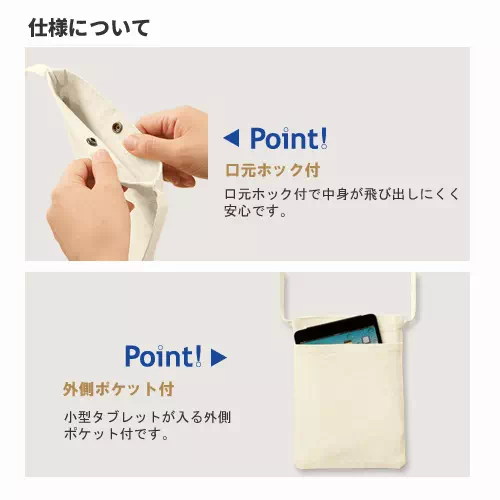 仕様について
◀ Point!
口元ホック付
口元ホック付で中身が飛び出しにくく
安心です。
Point! ▶
外側ポケット付
小型タブレットが入る外側
ポケット付です。